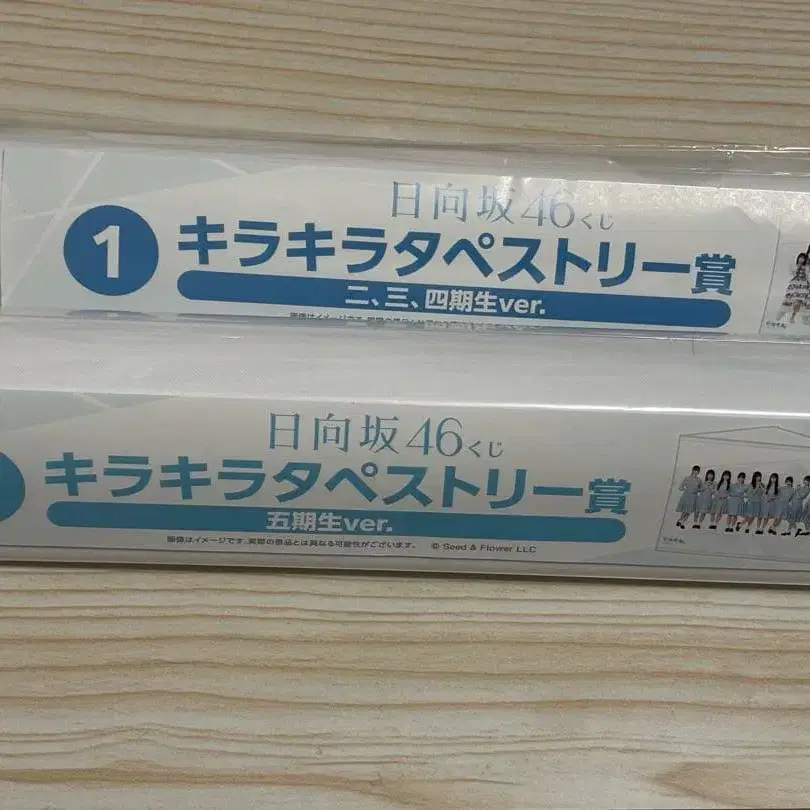 日向坂46くじ
1
キラキラタペストリー賞
二、三、四期生ver.
日向坂46くじ
キラキラタペストリー賞
五期生ver.
画像はイメージです。実際の景品とは異なる可能性がございます。 © Seed & Flower LLC